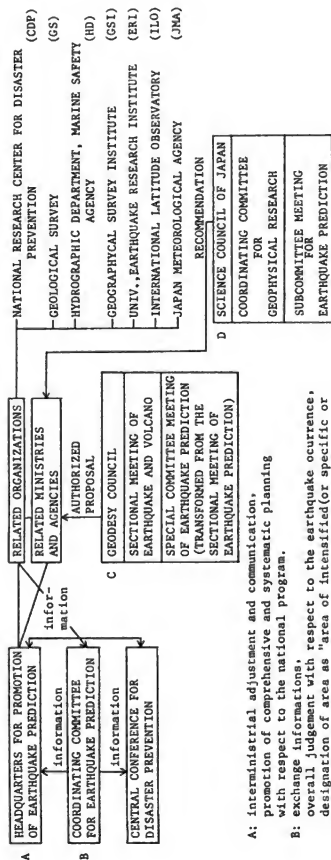 A
HEADQUARTERS FOR PROMOTION
OF EARTHQUAKE PREDICTION
information
B
COORDINATING COMMITTEE
FOR EARTHQUAKE PREDICTION
information
CENTRAL CONFERENCE FOR
DISASTER PREVENTION
infor-
mation
RELATED ORGANIZATIONS
RELATED MINISTRIES
AND AGENCIES
AUTHORIZED
PROPOSAL
C
GEODESY COUNCIL
SECTIONAL MEETING OF
EARTHQUAKE AND VOLCANO
SPECIAL COMMITTEE MEETING
OF EARTHQUAKE PREDICTION
(TRANSFORMED FROM THE
SECTIONAL MEETING OF
EARTHQUAKE PREDICTION)
NATIONAL RESEARCH CENTER FOR DISASTER
PREVENTION (CDP)
GEOLOGICAL SURVEY (GS)
HYDROGRAPHIC DEPARTMENT, MARINE SAFETY
AGENCY (HD)
GEOGRAPHYCAL SURVEY INSTITUTE (GSI)
UNIV.,,EARTHQUAKE RESEARCH INSTITUTE (ERI)
INTERNATIONAL LATITUDE OBSERVATORY (ILO)
JAPAN METEOROLOGICAL AGENCY (JMA)
RECOMMENDATION
D
SCIENCE COUNCIL OF JAPAN
COORDINATING COMMITTEE
FOR
GEOPHYSICAL RESEARCH
SUBCOMMITTEE MEETING
FOR
EARTHQUAKE PREDICTION
A: interministrial adjustment and communication,
promotion of comprehensive and systematic planning
with respect to the national program.
B: exchange informations,
overall judgement with respect to the earthquake ocurrence,
designation of area as "area of intensified(or specific or